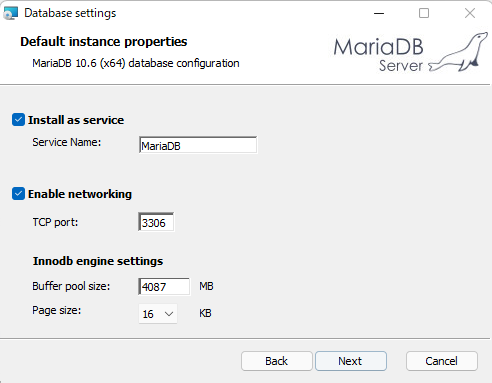 Database settings
Default instance properties
MariaDB 10.6 (x64) database configuration
MariaDB
Server
Install as service
Service Name: MariaDB
Enable networking
TCP port: 3306
Innodb engine settings
Buffer pool size: 4087 MB
Page size: 16 KB
Back Next Cancel